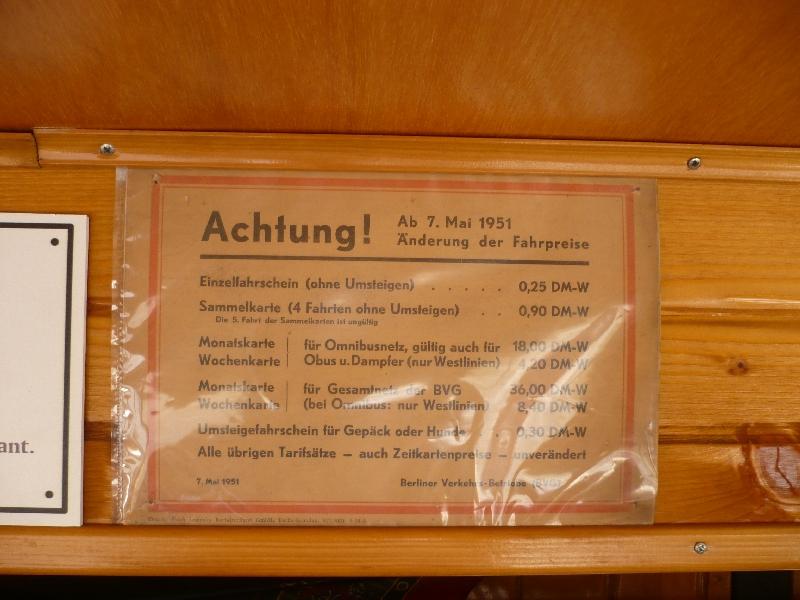 Achtung!
Ab 7. Mai 1951
Änderung der Fahrpreise
Einzelfahrschein (ohne Umsteigen) . . . . . 0,25 DM-W
Sammelkarte (4 Fahrten ohne Umsteigen) . . 0,90 DM-W
Die 5. Fahrt der Sammelkarten ist ungültig
Monatskarte für Omnibusnetz, gültig auch für 18,00 DM-W
Wochenkarte Obus u. Dampfer (nur Westlinien) 4,20 DM-W
Monatskarte für Gesamtnetz der BVG 36,00 DM-W
Wochenkarte (bei Omnibus: nur Westlinien) 8,40 DM-W
Umsteigefahrschein für Gepäck oder Hunde . . 0,30 DM-W
Alle übrigen Tarifsätze – auch Zeitkartenpreise – unverändert
7. Mai 1951 Berliner Verkehrs-Betriebe (BVG)
ant.